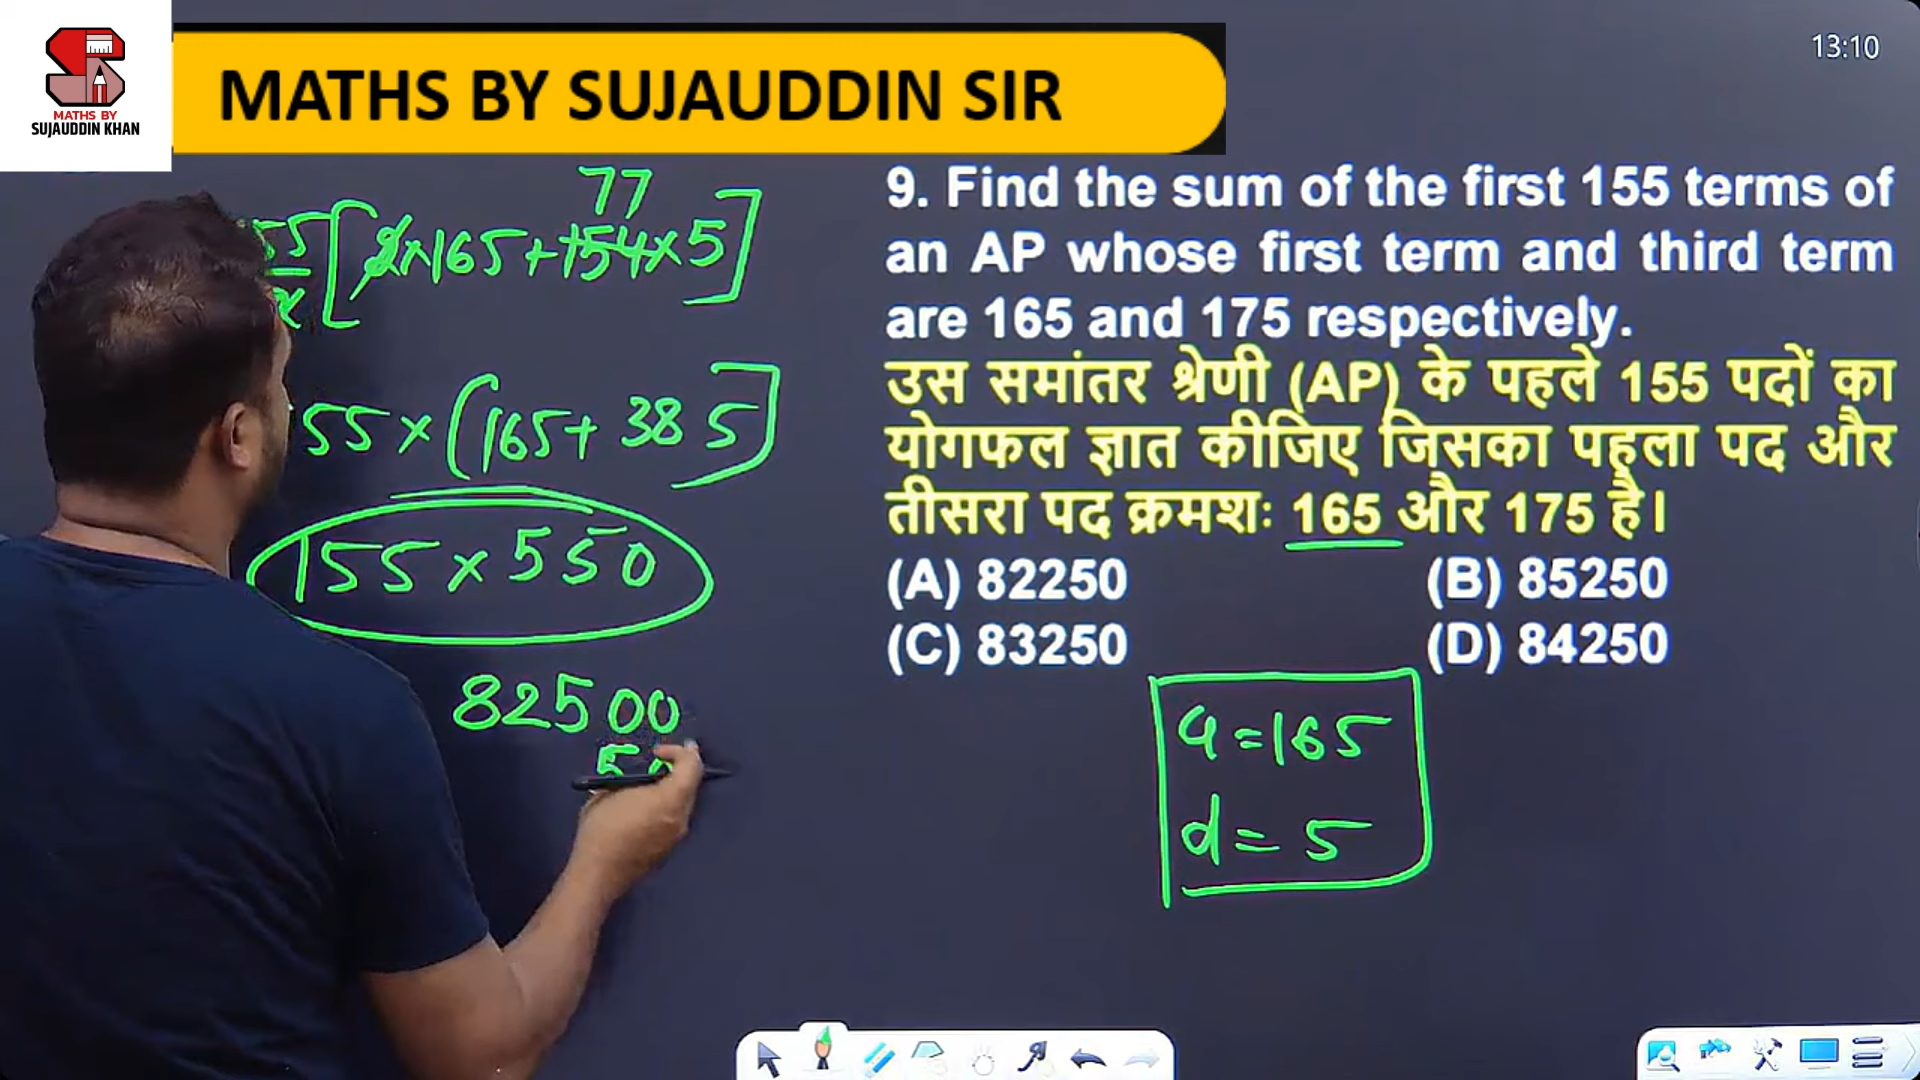 MATHS BY
SUJAUDDIN KHAN
MATHS BY SUJAUDDIN SIR
13:10
77
[2×165+154×5]
55×(165+385]
155×550
82500
9. Find the sum of the first 155 terms of
an AP whose first term and third term
are 165 and 175 respectively.
उस समांतर श्रेणी (AP) के पहले 155 पदों का
योगफल ज्ञात कीजिए जिसका पहला पद और
तीसरा पद क्रमशः 165 और 175 है।
(A) 82250 (B) 85250
(C) 83250 (D) 84250
a=165
d=5